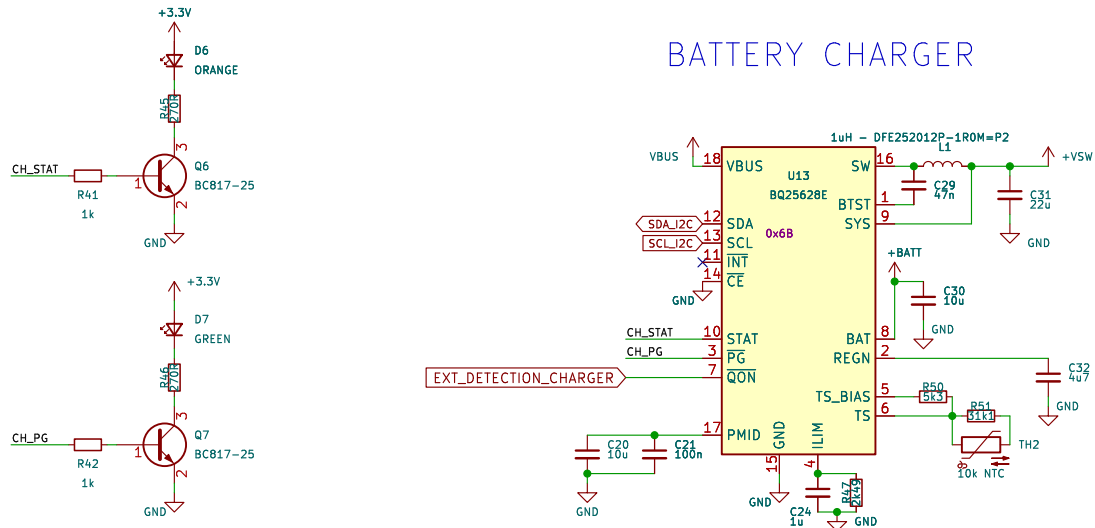 +3.3V
D6
ORANGE
R45
270R
3
CH_STAT
Q6
1
BC817-25
R41
2
1k
GND
+3.3V
D7
GREEN
R46
270R
3
CH_PG
Q7
1
BC817-25
R42
2
1k
GND
BATTERY CHARGER
1uH - DFE252012P-1R0M=P2
L1
VBUS
18
VBUS
SW
16
+VSW
U13
BQ25628E
C29
47n
C31
22u
BTST
1
SDA_I2C
12
SDA
SYS
9
0x6B
SCL_I2C
13
SCL
GND
11
INT
+BATT
14
CE
GND
C30
10u
CH_STAT
10
STAT
BAT
8
GND
CH_PG
3
PG
REGN
2
EXT_DETECTION_CHARGER
7
QON
C32
4u7
TS_BIAS
5
R50
5k3
GND
TS
6
R51
31k1
17
PMID
GND
ILIM
TH2
10k NTC
C20
10u
C21
100n
15
4
GND
GND
R47
2k49
C24
1u
GND